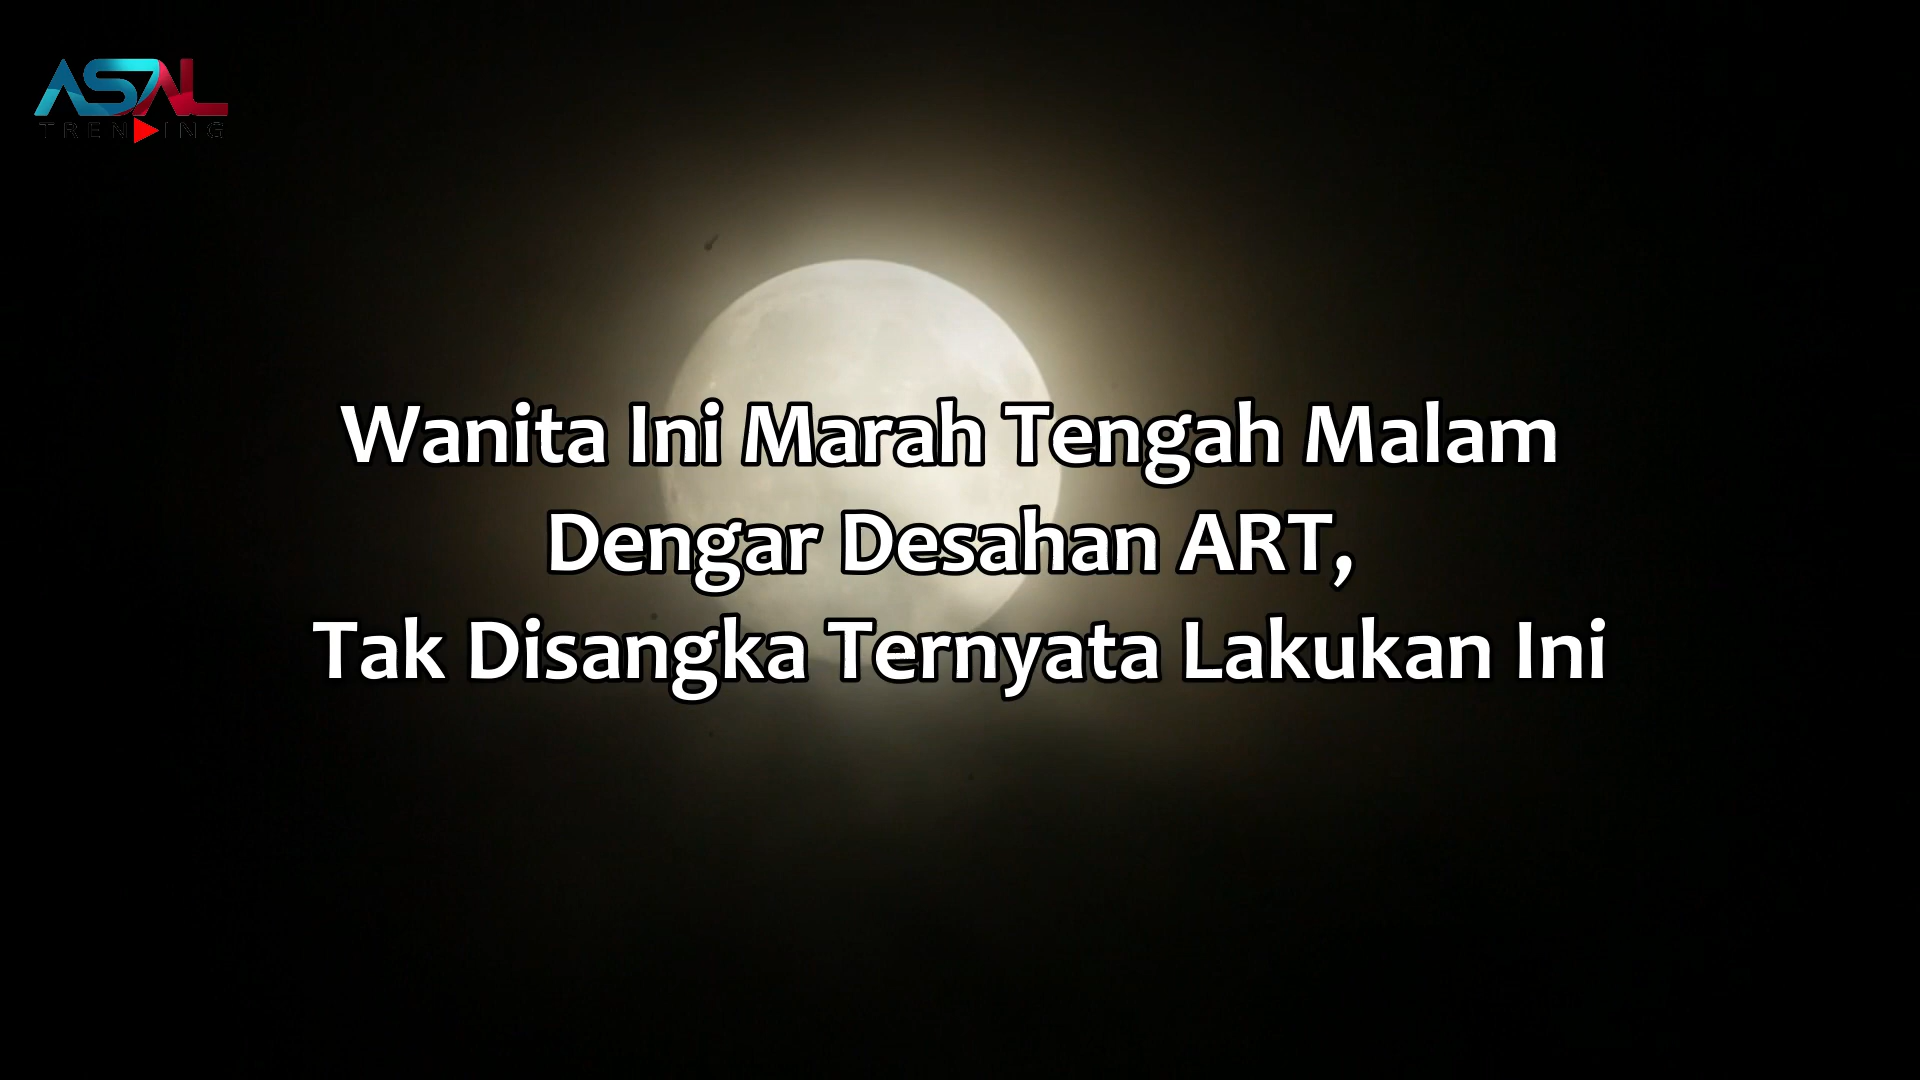 ASAL
TRENDING
Wanita Ini Marah Tengah Malam
Dengar Desahan ART,
Tak Disangka Ternyata Lakukan Ini